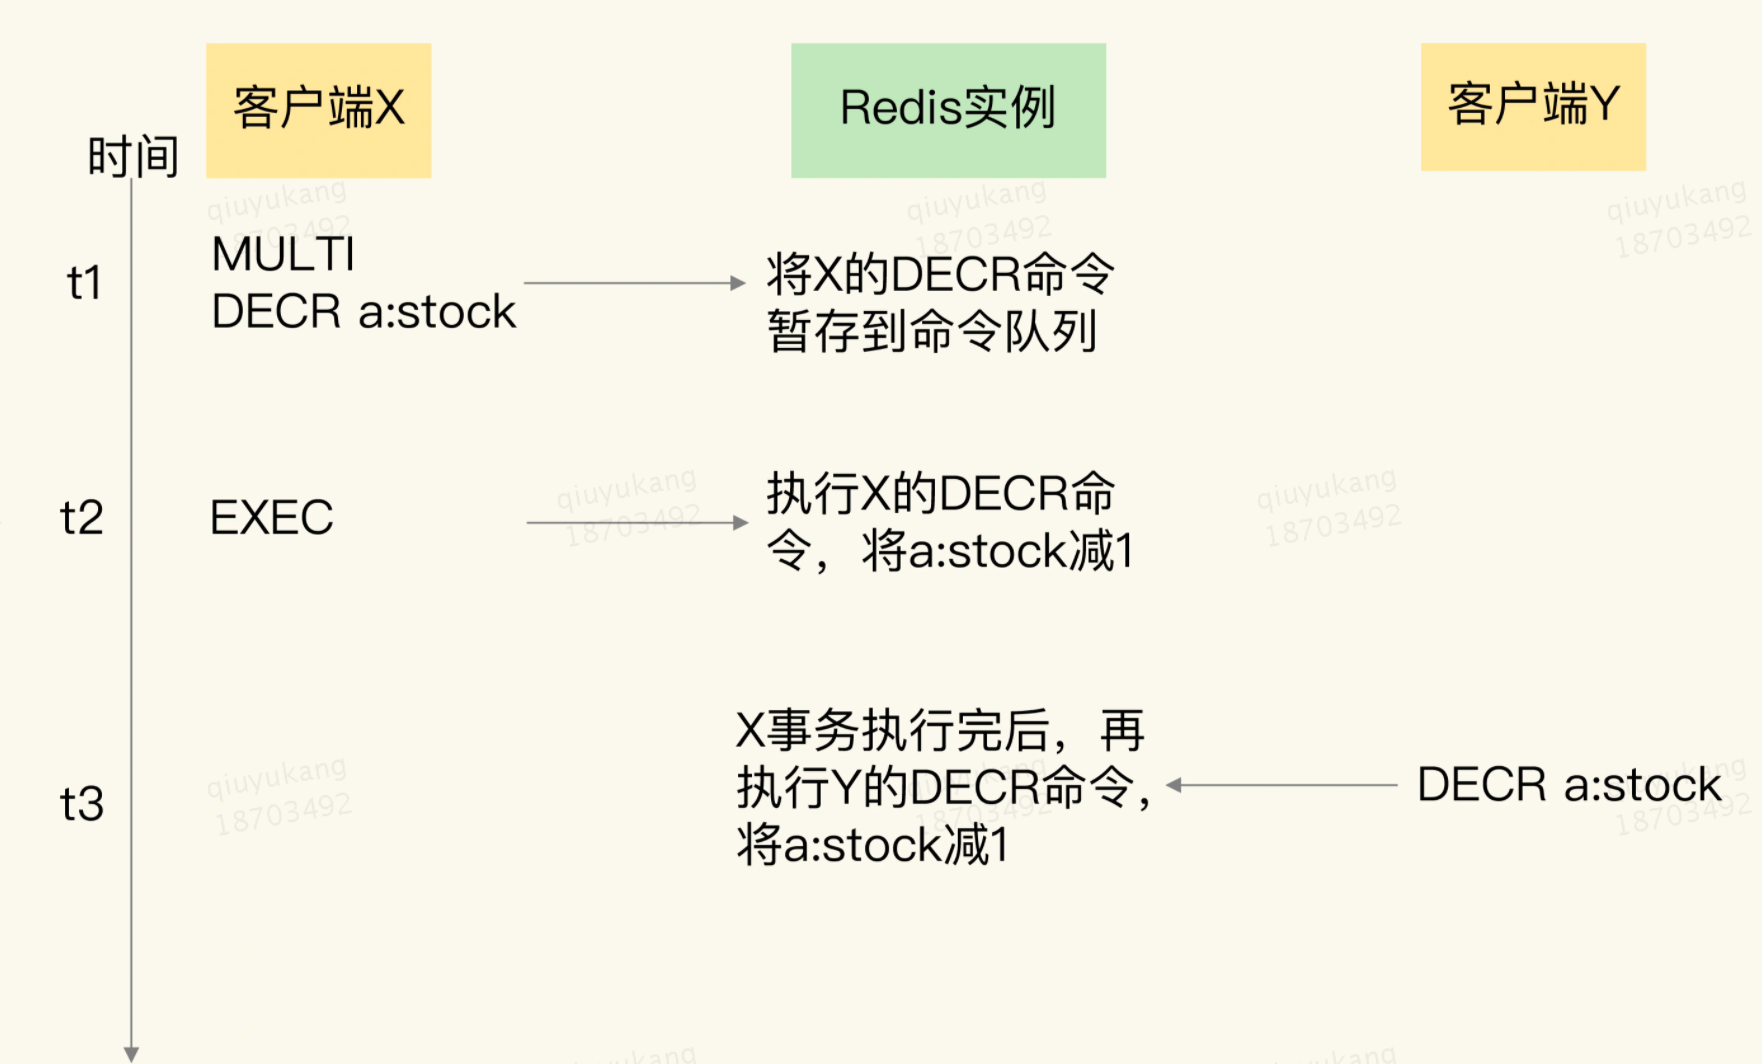 客户端X
Redis实例
客户端Y
时间
t1
MULTI
DECR a:stock
将X的DECR命令
暂存到命令队列
t2
EXEC
执行X的DECR命
令，将a:stock减1
t3
X事务执行完后，再
执行Y的DECR命令，
将a:stock减1
DECR a:stock
qiuyukang
18703492
qiuyukang
18703492
qiuyukang
18703492
qiuyukang
18703492
qiuyukang
18703492
qiuyukang
18703492
qiuyukang
18703492
qiuyukang
18703492